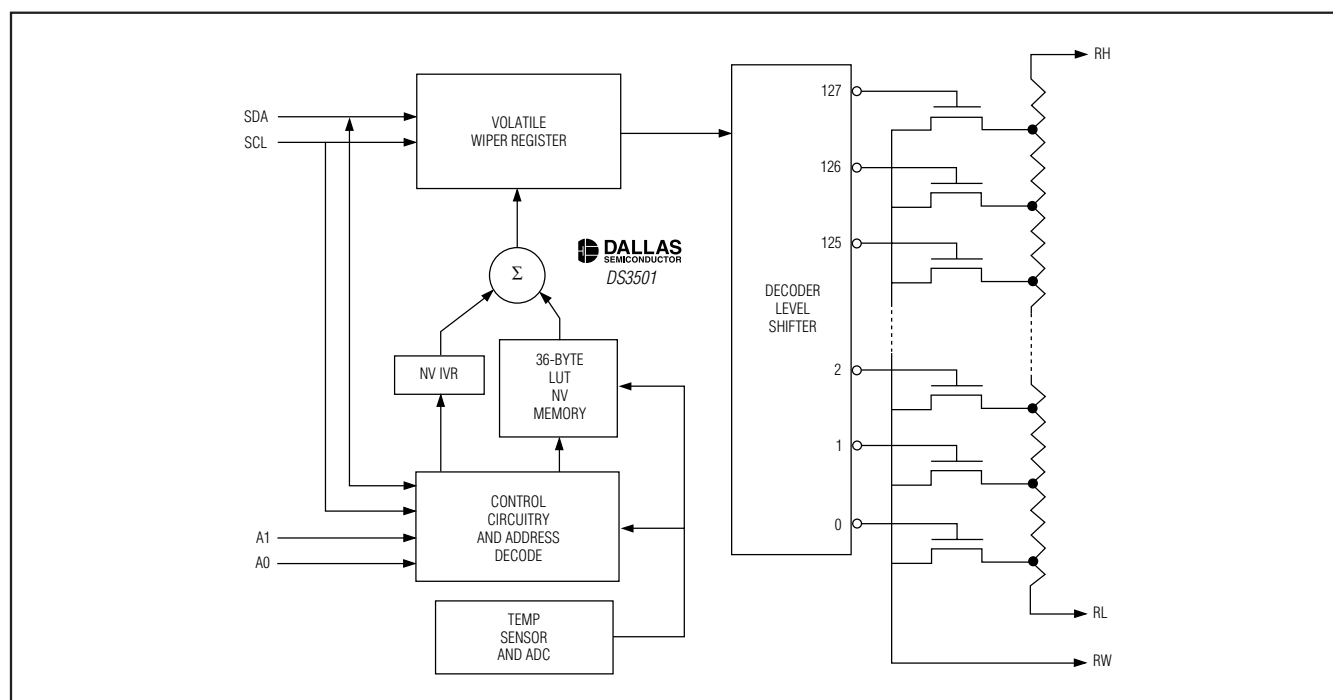 RH
127
SDA
VOLATILE
WIPER REGISTER
SCL
126
125
DALLAS
SEMICONDUCTOR
DS3501
Σ
DECODER
LEVEL
SHIFTER
NV IVR
36-BYTE
LUT
NV
MEMORY
2
1
0
CONTROL
CIRCUITRY
AND ADDRESS
DECODE
A1
A0
TEMP
SENSOR
AND ADC
RL
RW